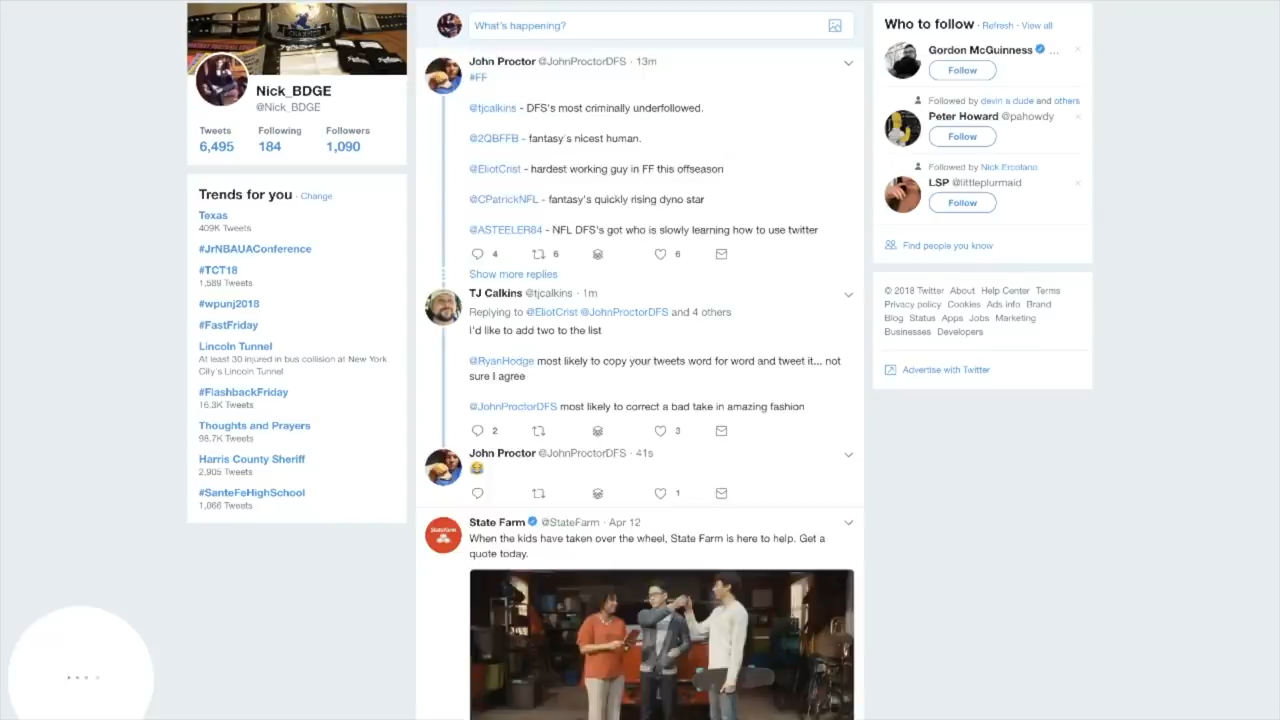 CHAMPION
Nick_BDGE
@Nick_BDGE
Tweets Following Followers
6,495 184 1,090
Trends for you · Change
Texas
409K Tweets
#JrNBAUAConference
#TCT18
1,589 Tweets
#wpunj2018
#FastFriday
Lincoln Tunnel
At least 30 injured in bus collision at New York
City's Lincoln Tunnel
#FlashbackFriday
16.3K Tweets
Thoughts and Prayers
98.7K Tweets
Harris County Sheriff
2,905 Tweets
#SanteFeHighSchool
1,066 Tweets
What's happening?
John Proctor @JohnProctorDFS · 13m
#FF
@tjcalkins - DFS's most criminally underfollowed.
@2QBFFB - fantasy's nicest human.
@EliotCrist - hardest working guy in FF this offseason
@CPatrickNFL - fantasy's quickly rising dyno star
@ASTEELER84 - NFL DFS's got who is slowly learning how to use twitter
4 6 6
Show more replies
TJ Calkins @tjcalkins · 1m
Replying to @EliotCrist @JohnProctorDFS and 4 others
I'd like to add two to the list
@RyanHodge most likely to copy your tweets word for word and tweet it... not
sure I agree
@JohnProctorDFS most likely to correct a bad take in amazing fashion
2 3
John Proctor @JohnProctorDFS · 41s
😂
1
StateFarm
State Farm @StateFarm · Apr 12
When the kids have taken over the wheel, State Farm is here to help. Get a
quote today.
Who to follow · Refresh · View all
Gordon McGuinness ...
Follow
Followed by devin a dude and others
Peter Howard @pahowdy
Follow
Followed by Nick Ercolano
LSP @littleplurmaid
Follow
Find people you know
© 2018 Twitter About Help Center Terms
Privacy policy Cookies Ads info Brand
Blog Status Apps Jobs Marketing
Businesses Developers
Advertise with Twitter